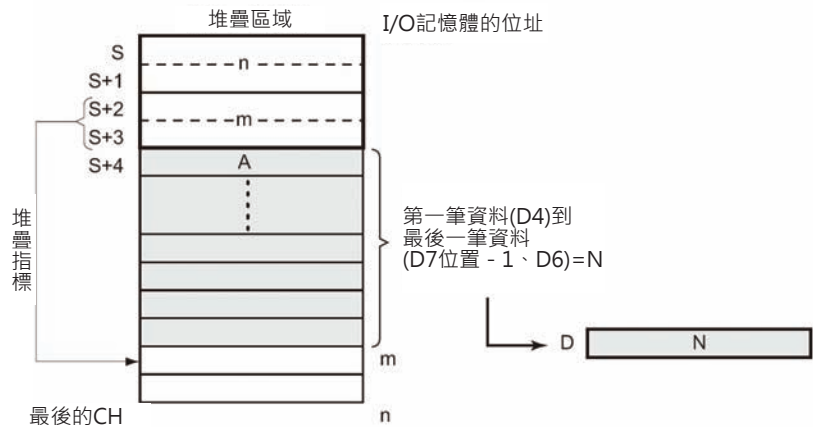 堆疊區域
I/O記憶體的位址
S
n
S+1
S+2
m
S+3
S+4
A
堆疊指標
第一筆資料(D4)到
最後一筆資料
(D7位置 - 1、D6)=N
D
N
m
最後的CH
n